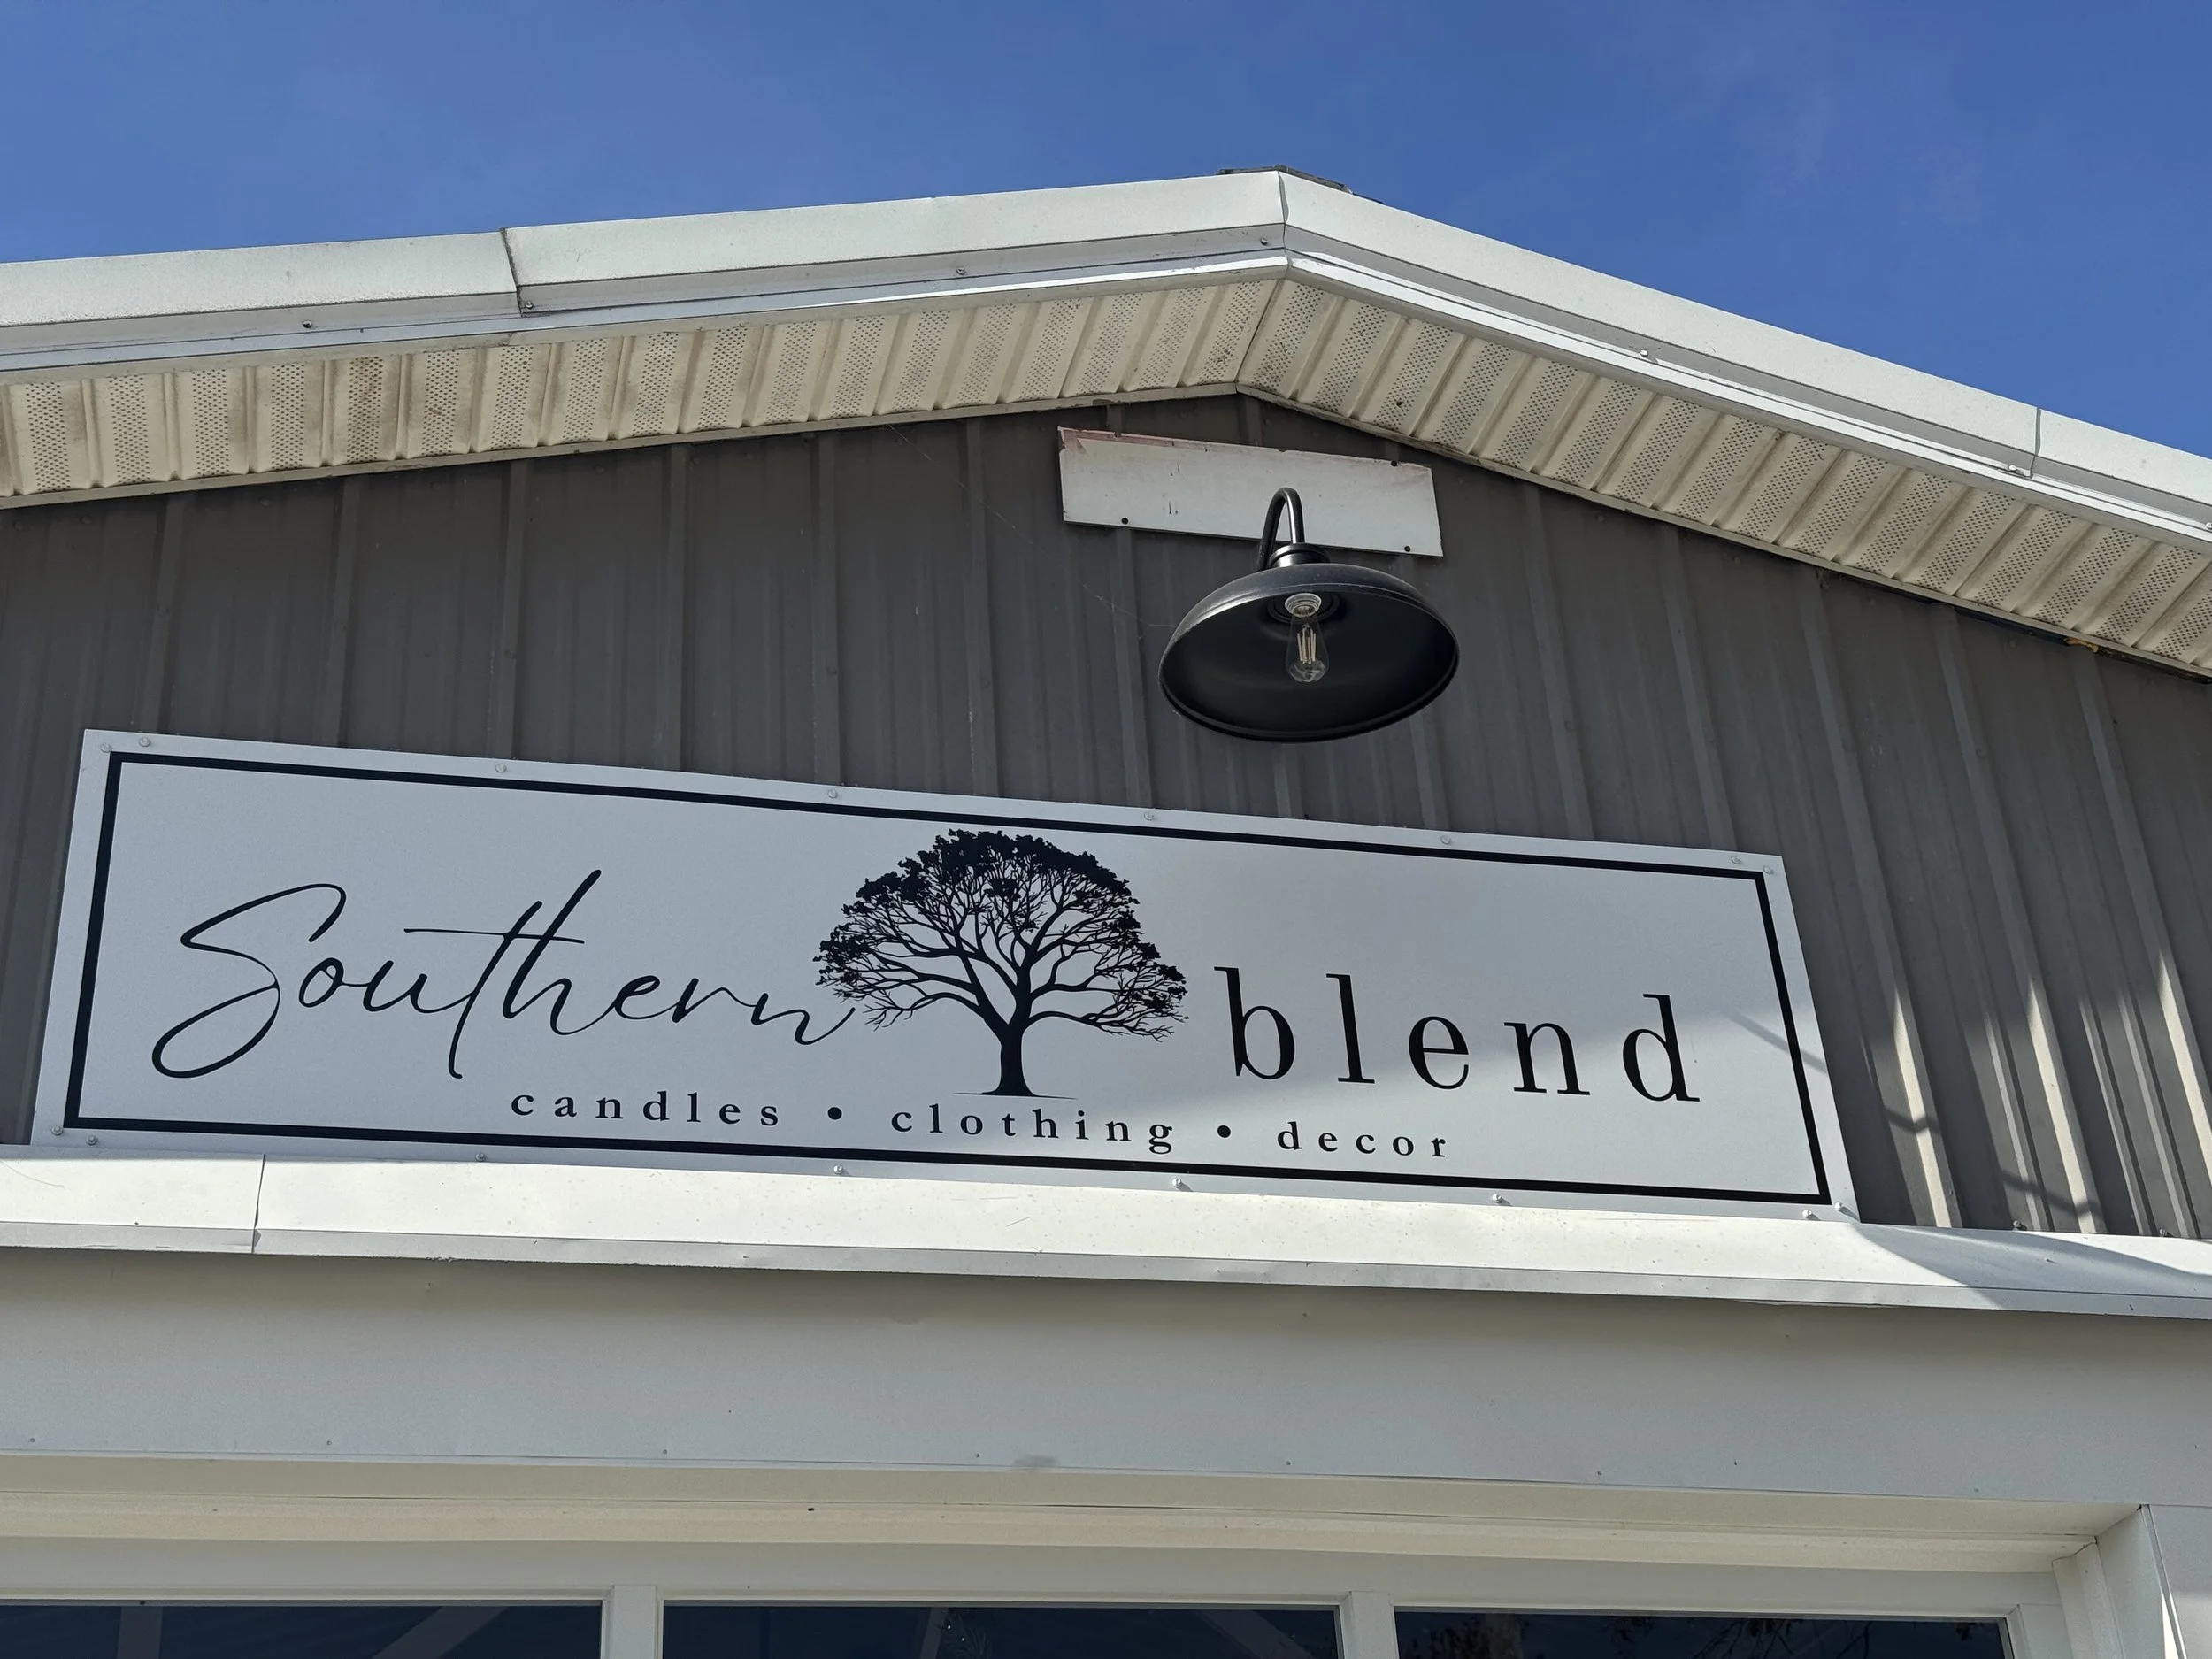 Southern blend
candles • clothing • decor